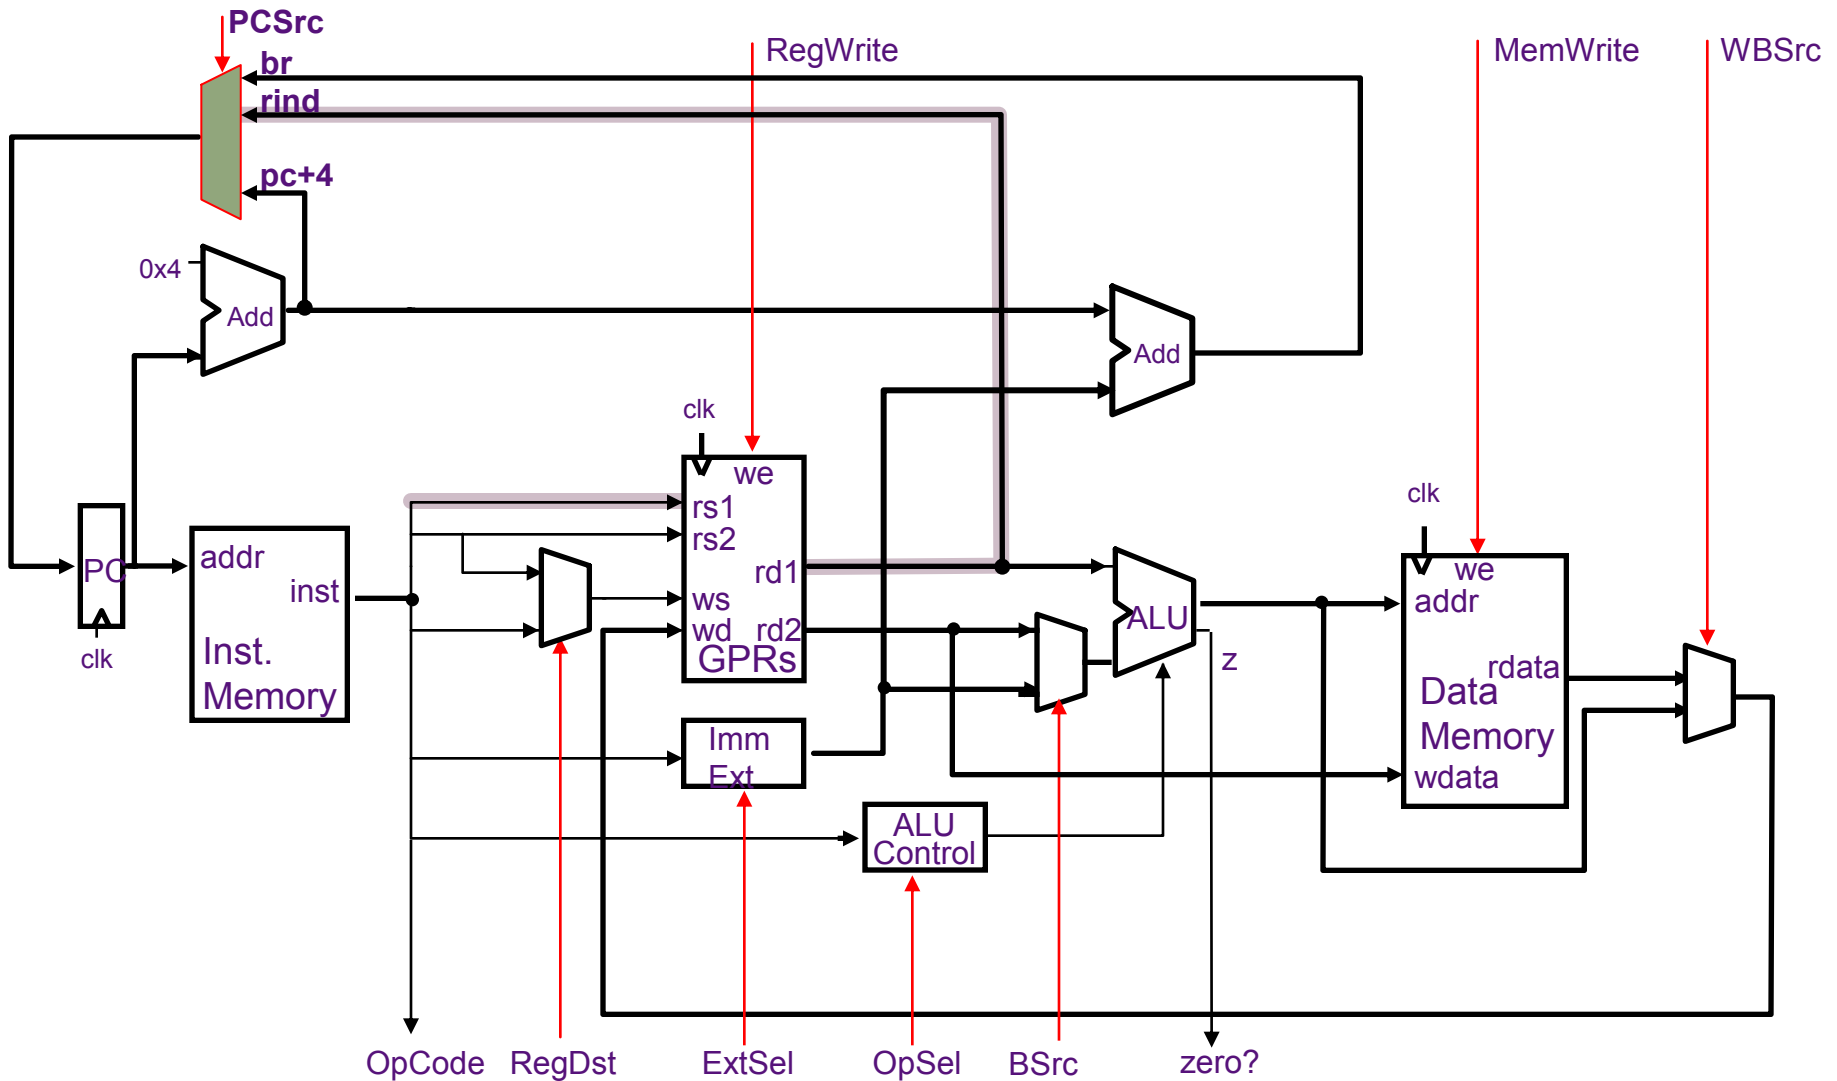 PCSrc
br
rind
pc+4
RegWrite
MemWrite
WBSrc
0x4
Add
Add
clk
we
rs1
rs2
rd1
ws
wd
rd2
GPRs
PC
clk
addr
inst
Inst.
Memory
ALU
z
clk
we
addr
rdata
Data
Memory
wdata
Imm
Ext
ALU
Control
OpCode
RegDst
ExtSel
OpSel
BSrc
zero?